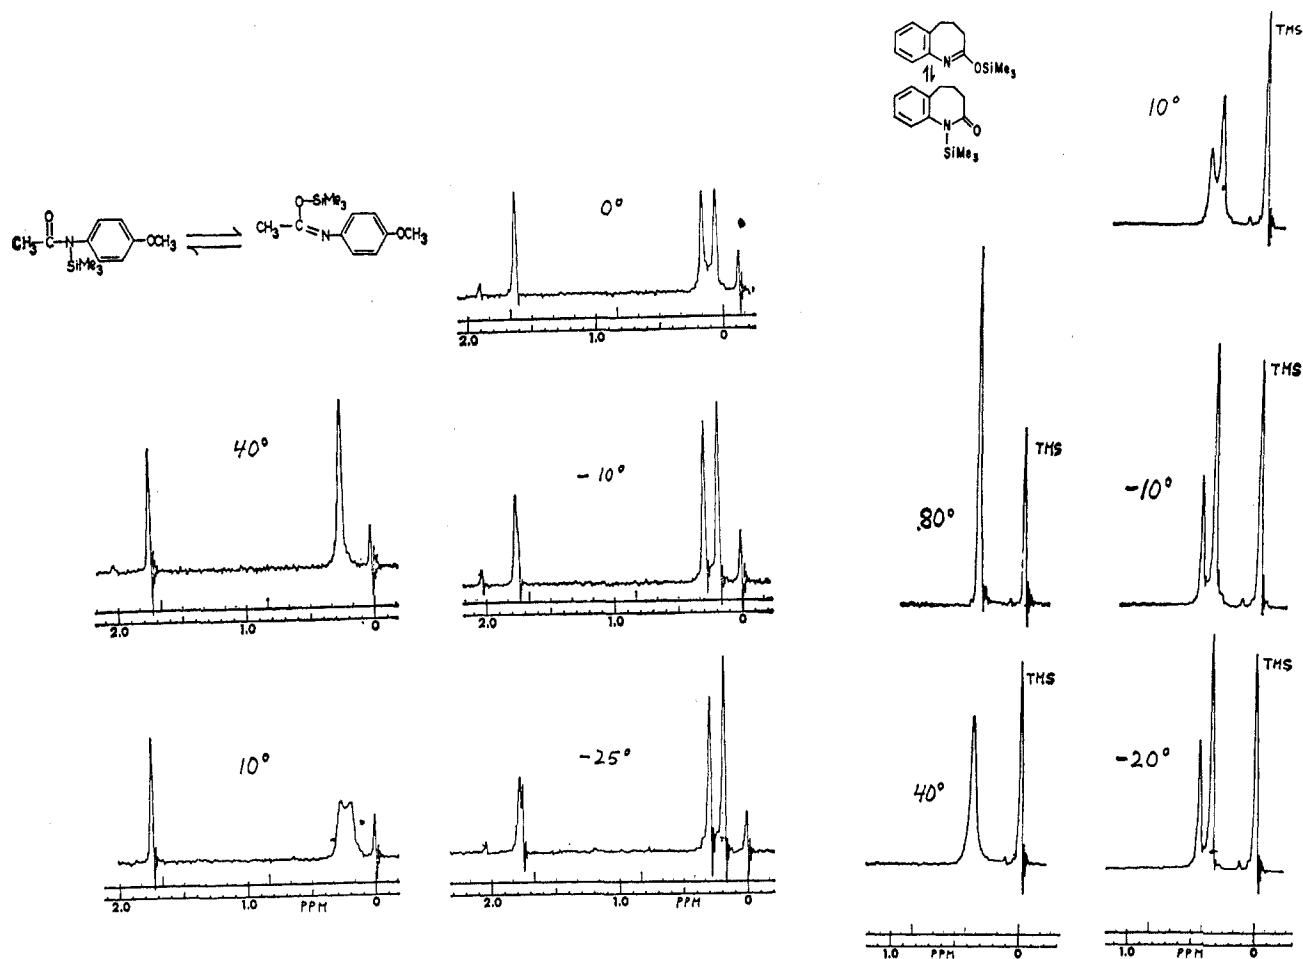 O
CH₃-C-N
SiMe₃
OCH₃
O-SiMe₃
CH₃-C
N
OCH₃
0°
2.0 1.0 0
40°
2.0 1.0 0
-10°
2.0 1.0 0
10°
2.0 1.0 PPM 0
-25°
2.0 1.0 PPM 0
N
OSiMe₃
N
O
SiMe₃
10°
TMS
80°
TMS
-10°
TMS
40°
TMS
1.0 PPM 0
-20°
TMS
1.0 PPM 0